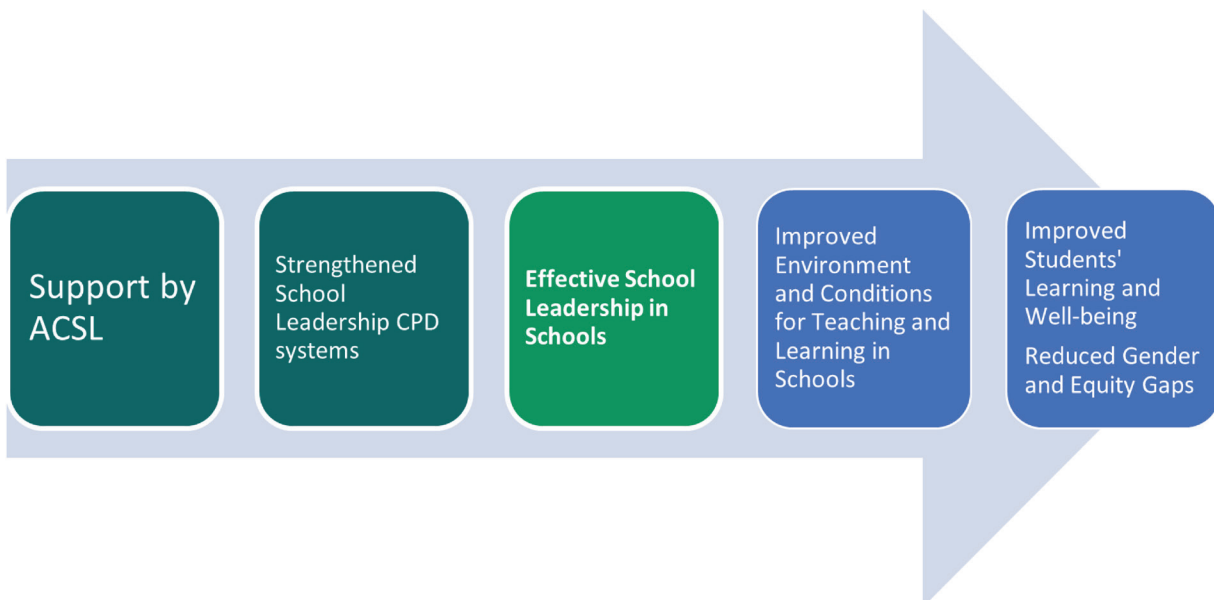 Support by
ACSL
Strengthened
School
Leadership CPD
systems
Effective School
Leadership in
Schools
Improved
Environment
and Conditions
for Teaching and
Learning in
Schools
Improved
Students'
Learning and
Well-being
Reduced Gender
and Equity Gaps